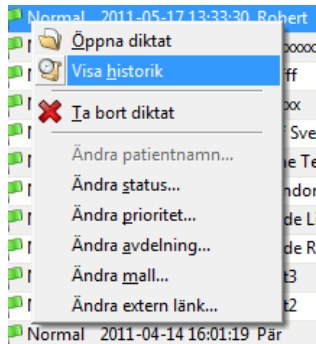 Normal 2011-05-17 13:33:30 Robert
Öppna diktat
Visa historik
Ta bort diktat
Ändra patientnamn...
Ändra status...
Ändra prioritet...
Ändra avdelning...
Ändra mall...
Ändra extern länk...
Normal 2011-04-14 16:01:19 Pär